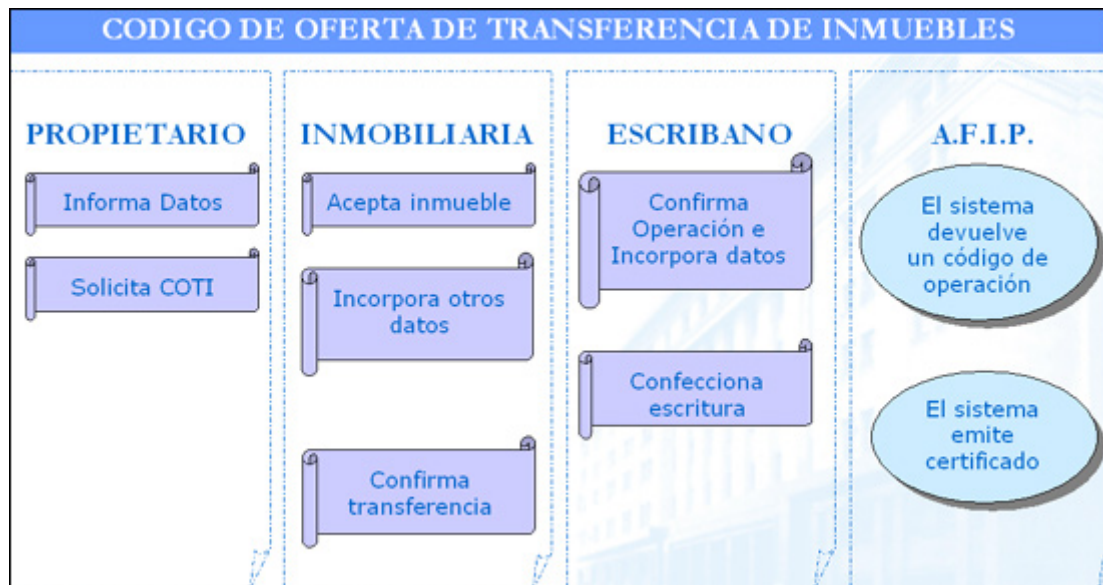 CODIGO DE OFERTA DE TRANSFERENCIA DE INMUEBLES
PROPIETARIO
Informa Datos
Solicita COTI
INMOBILIARIA
Acepta inmueble
Incorpora otros
datos
Confirma
transferencia
ESCRIBANO
Confirma
Operación e
Incorpora datos
Confecciona
escritura
A.F.I.P.
El sistema
devuelve
un código de
operación
El sistema
emite
certificado